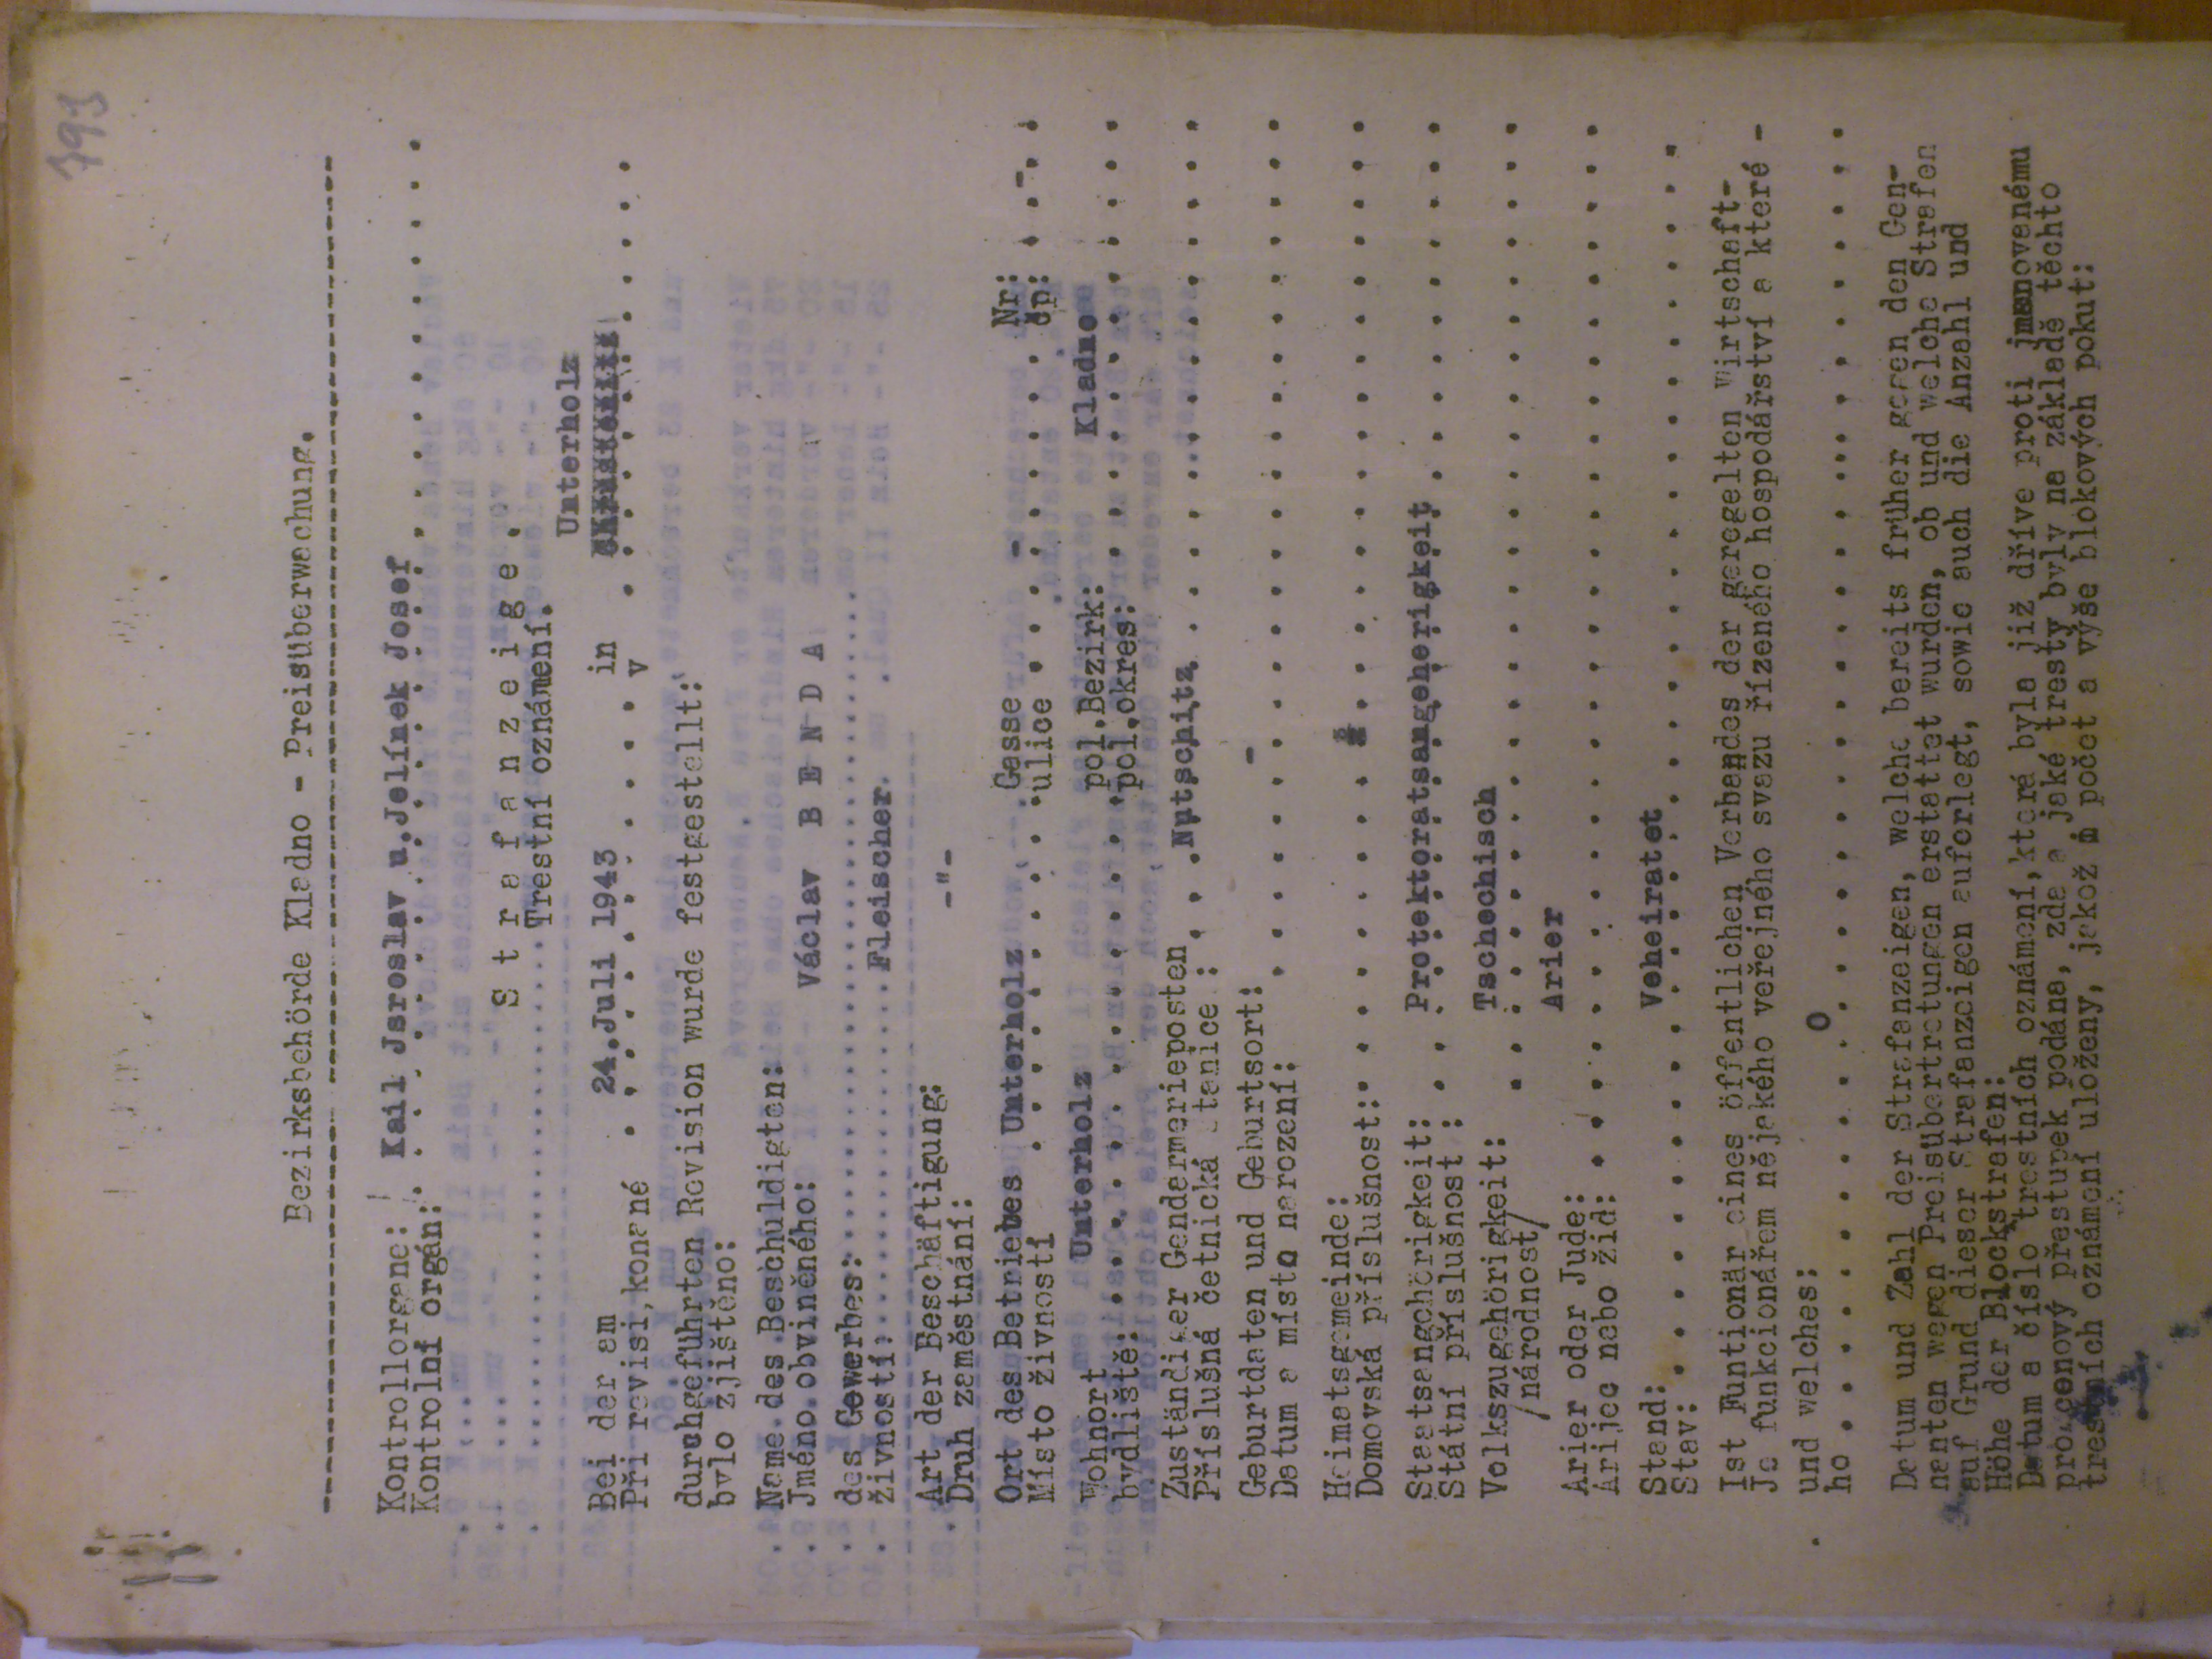 793
Bezirksbehörde Kladno - Preisüberwachung.
Kontrollorgane: Kail Jaroslav u.Jelínek Josef
Kontrolní orgán:
Strafanzeige.
Trestní oznámení.
Unterholz
Bei der am 24.Juli 1943 in
Při revisi,konané v
durchgeführten Revision wurde festgestellt:
bylo zjištěno:
Name des Beschuldigten:
Jméno obviněného: Václav BENDA
des Gewerbes:
živností: Fleischer
Art der Beschäftigung: -"-
Druh zaměstnání:
Ort des Betriebes Unterholz Gasse - Nr: -
Místo živností ulice čp:
Wohnort Unterholz pol.Bezirk: Kladno
bydliště: pol.okres:
Zuständiger Gendarmerieposten Nutschitz
Příslušná četnická stanice :
Geburtdaten und Geburtsort: -
Datum a místo narození:
Heimatsgemeinde:
Domovská příslušnost:
Staatsangehörigkeit: Protektoratsangeherigkeit
Státní příslušnost :
Volkszugehörigkeit: Tschechisch
/národnost/
Arier
Arier oder Jude:
Arijec nebo žid:
Stand: Veheiratet
Stav:
Ist Funtionär eines öffentlichen Verbandes der geregelten Wirtschaft-
Je funkcionářem nějakého veřejného svazu řízeného hospodářství a které -
und welches: o
ho
Datum und Zahl der Strafanzeigen, welche bereits früher gegen den Gen-
nanten wegen Preisübertretungen erstattet wurden, ob und welche Strafen
auf Grund dieser Strafanzeigen auferlegt, sowie auch die Anzahl und
Höhe der Blockstrafen:
Datum a číslo trestních oznámení,která byla již dříve proti jmenovanému
pro cenový přestupek podána, zda a jaké tresty byly na základě těchto
trestních oznámení uloženy, jakož i počet a výše blokových pokut: